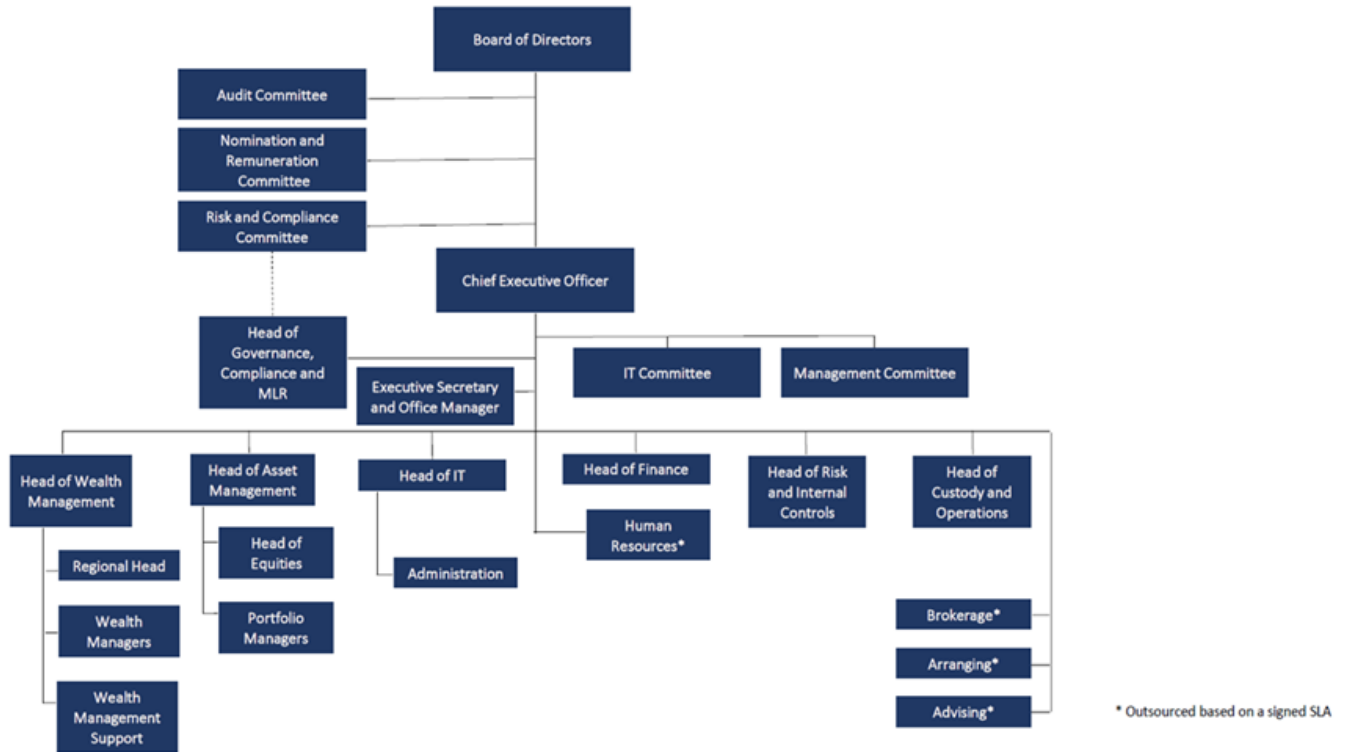 Board of Directors
Audit Committee
Nomination and
Remuneration
Committee
Risk and Compliance
Committee
Chief Executive Officer
Head of
Governance,
Compliance and
MLR
IT Committee
Management Committee
Executive Secretary
and Office Manager
Head of Wealth
Management
Head of Asset
Management
Head of IT
Head of Finance
Head of Risk
and Internal
Controls
Head of
Custody and
Operations
Human
Resources*
Regional Head
Head of
Equities
Administration
Wealth
Managers
Portfolio
Managers
Brokerage*
Arranging*
Wealth
Management
Support
Advising*
* Outsourced based on a signed SLA